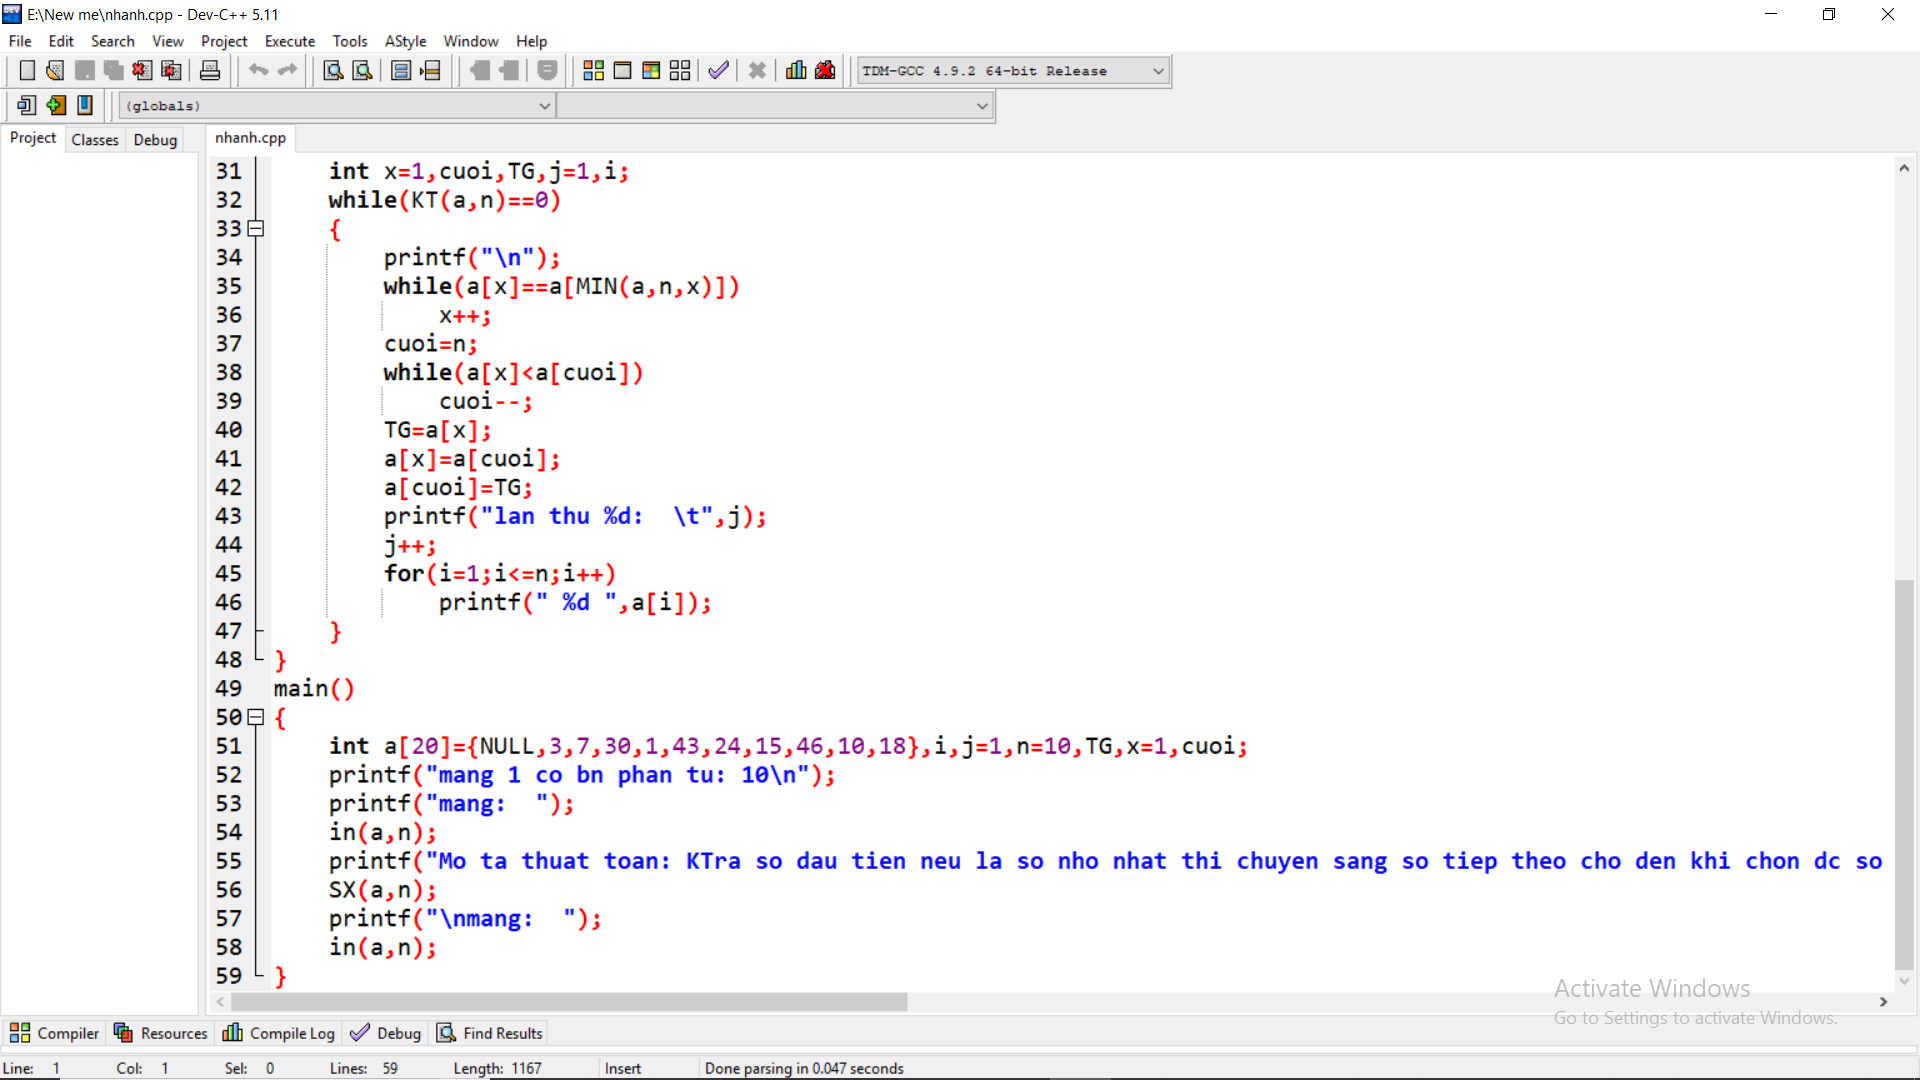 E:\New me\nhanh.cpp - Dev-C++ 5.11
File Edit Search View Project Execute Tools AStyle Window Help
TDM-GCC 4.9.2 64-bit Release
(globals)
Project Classes Debug nhanh.cpp
31 int x=1,cuoi,TG,j=1,i;
32 while(KT(a,n)==0)
33 {
34 printf("\n");
35 while(a[x]==a[MIN(a,n,x)])
36 x++;
37 cuoi=n;
38 while(a[x]<a[cuoi])
39 cuoi--;
40 TG=a[x];
41 a[x]=a[cuoi];
42 a[cuoi]=TG;
43 printf("lan thu %d:  \t",j);
44 j++;
45 for(i=1;i<=n;i++)
46 printf(" %d ",a[i]);
47 }
48 }
49 main()
50 {
51 int a[20]={NULL,3,7,30,1,43,24,15,46,10,18},i,j=1,n=10,TG,x=1,cuoi;
52 printf("mang 1 co bn phan tu: 10\n");
53 printf("mang:  ");
54 in(a,n);
55 printf("Mo ta thuat toan: KTra so dau tien neu la so nho nhat thi chuyen sang so tiep theo cho den khi chon dc so
56 SX(a,n);
57 printf("\nmang:  ");
58 in(a,n);
59 }
Activate Windows
Go to Settings to activate Windows.
Compiler Resources Compile Log Debug Find Results
Line: 1 Col: 1 Sel: 0 Lines: 59 Length: 1167 Insert Done parsing in 0.047 seconds